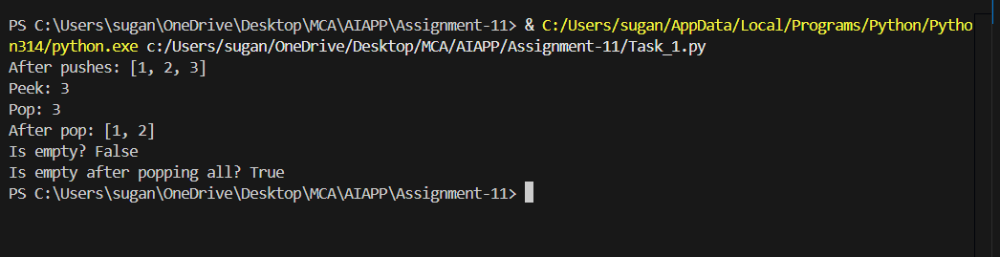 PS C:\Users\sugan\OneDrive\Desktop\MCA\AIAPP\Assignment-11> & C:/Users/sugan/AppData/Local/Programs/Python/Pytho
n314/python.exe c:/Users/sugan/OneDrive/Desktop/MCA/AIAPP/Assignment-11/Task_1.py
After pushes: [1, 2, 3]
Peek: 3
Pop: 3
After pop: [1, 2]
Is empty? False
Is empty after popping all? True
PS C:\Users\sugan\OneDrive\Desktop\MCA\AIAPP\Assignment-11>